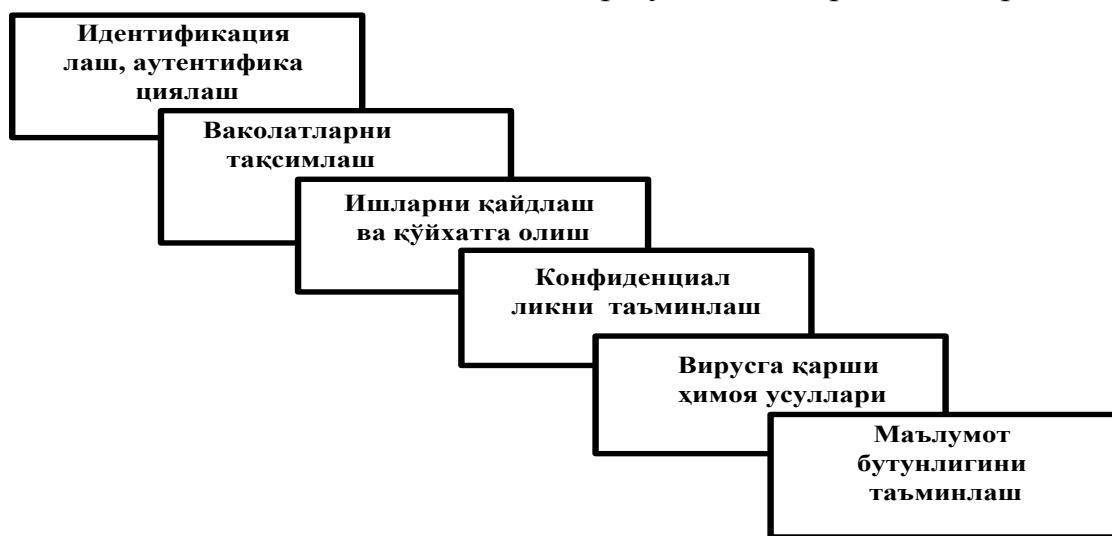 Идентификация
лаш, аутентифика
циялаш
Ваколатларни
тақсимлаш
Ишларни қайдлаш
ва қўйхатга олиш
Конфиденциал
ликни таъминлаш
Вирусга қарши
ҳимоя усуллари
Маълумот
бутунлигини
таъминлаш